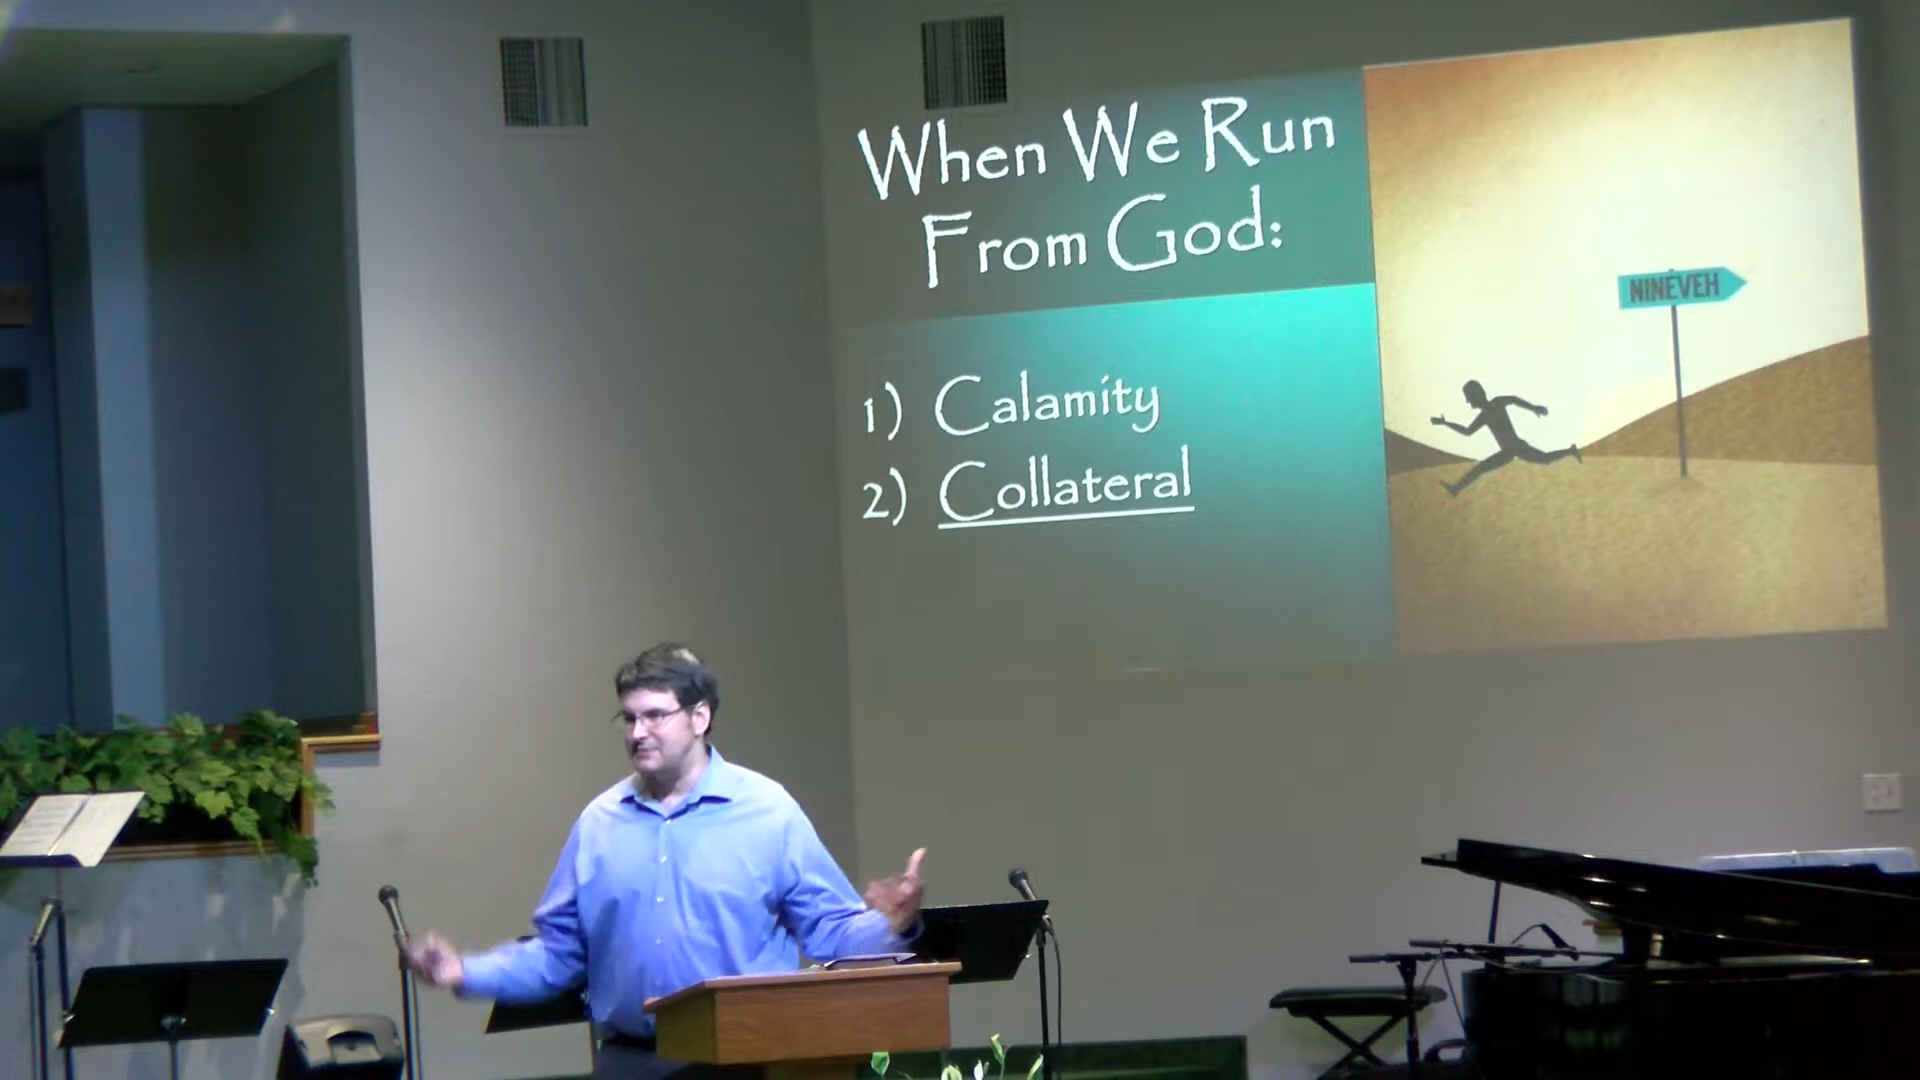 When We Run
From God:
1) Calamity
2) Collateral
NINEVEH